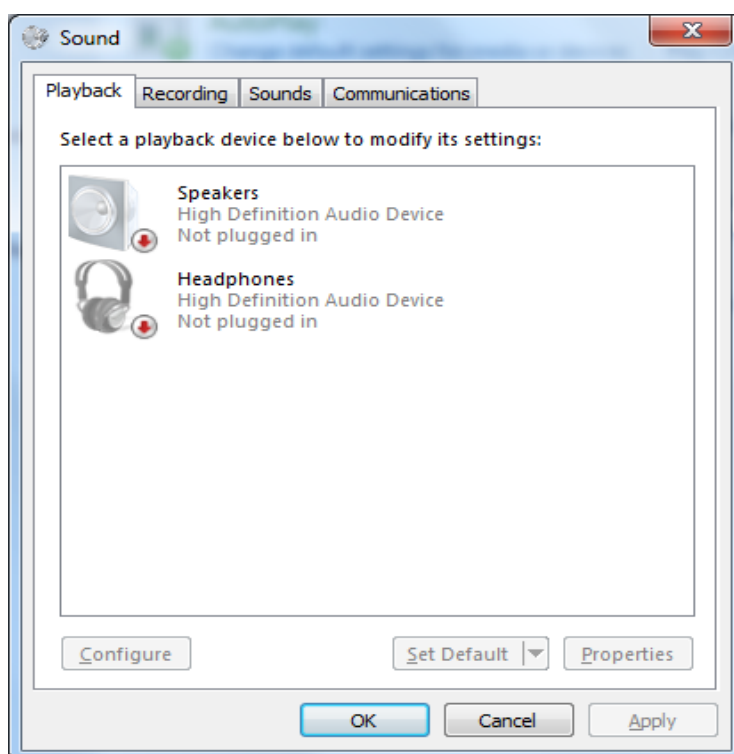 Sound
Playback
Recording
Sounds
Communications
Select a playback device below to modify its settings:
Speakers
High Definition Audio Device
Not plugged in
Headphones
High Definition Audio Device
Not plugged in
Configure
Set Default
Properties
OK
Cancel
Apply